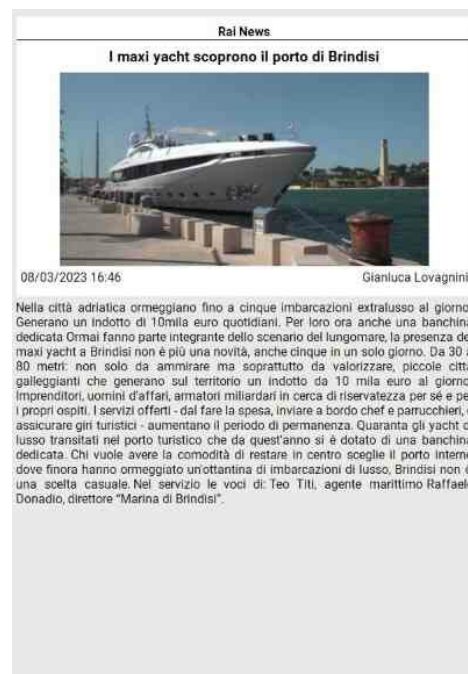 Rai News
I maxi yacht scoprono il porto di Brindisi
08/03/2023 16:46 Gianluca Lovagnini
Nella città adriatica ormeggiano fino a cinque imbarcazioni extralusso al giorno
Generano un indotto di 10mila euro quotidiani. Per loro ora anche una banchina
dedicata Ormai fanno parte integrante dello scenario del lungomare, la presenza de
maxi yacht a Brindisi non è più una novità, anche cinque in un solo giorno. Da 30
80 metri: non solo da ammirare ma soprattutto da valorizzare, piccole citt
galleggianti che generano sul territorio un indotto da 10 mila euro al giorno
Imprenditori, uomini d'affari, armatori miliardari in cerca di riservatezza per sé e pe
i propri ospiti. I servizi offerti - dal fare la spesa, inviare a bordo chef e parrucchieri,
assicurare giri turistici - aumentano il periodo di permanenza. Quaranta gli yacht d
lusso transitati nel porto turistico che da quest'anno si è dotato di una banchina
dedicata. Chi vuole avere la comodità di restare in centro sceglie il porto interno
dove finora hanno ormeggiato un'ottantina di imbarcazioni di lusso, Brindisi non è
una scelta casuale. Nel servizio le voci di: Teo Titi, agente marittimo Raffael
Donadio, direttore “Marina di Brindisi”.